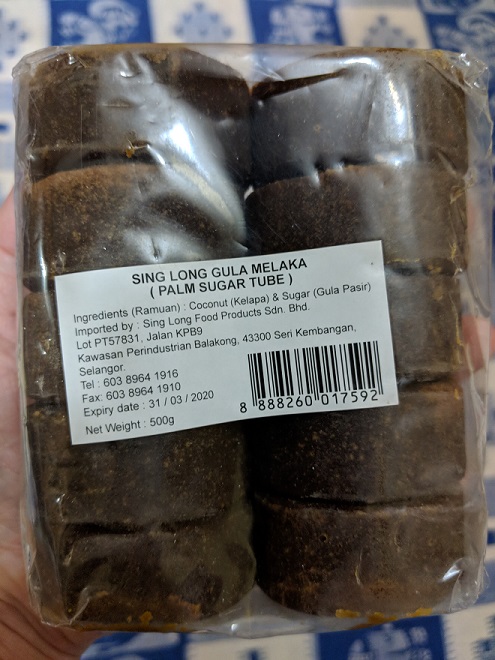 SING LONG GULA MELAKA
( PALM SUGAR TUBE )
Ingredients (Ramuan) : Coconut (Kelapa) & Sugar (Gula Pasir)
Imported by : Sing Long Food Products Sdn. Bhd.
Lot PT57831, Jalan KPB9
Kawasan Perindustrian Balakong, 43300 Seri Kembangan,
Selangor.
Tel : 603 8964 1916
Fax: 603 8964 1910
Expiry date : 31 / 03 / 2020
Net Weight : 500g
8 888260 017592